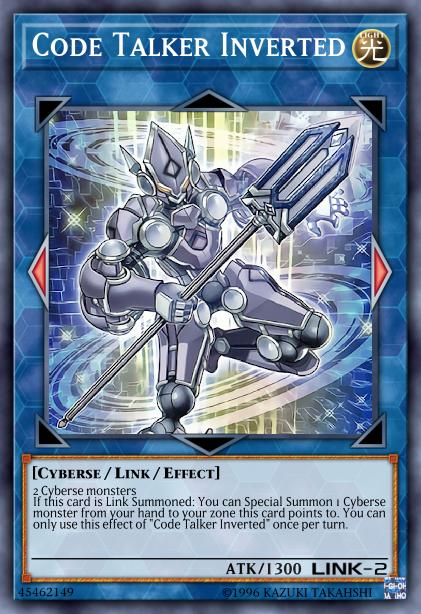 CODE TALKER INVERTED
LIGHT
光
[CYBERSE / LINK / EFFECT]
2 Cyberse monsters
If this card is Link Summoned: You can Special Summon 1 Cyberse
monster from your hand to your zone this card points to. You can
only use this effect of "Code Talker Inverted" once per turn.
ATK/1300 LINK-2
45462149
©1996 KAZUKI TAKAHSHI